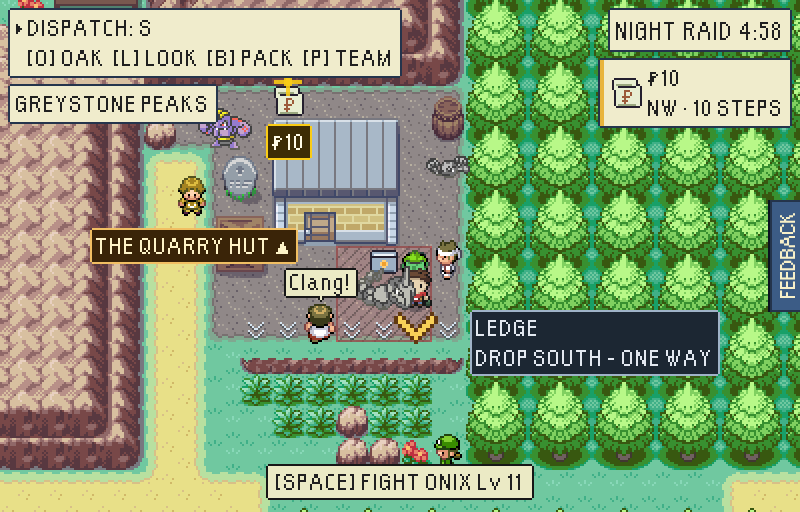 DISPATCH: S
[O] OAK [L] LOOK [B] PACK [P] TEAM
NIGHT RAID 4:58
₽10
NW · 10 STEPS
GREYSTONE PEAKS
₽
₽10
THE QUARRY HUT ▲
Clang!
LEDGE
DROP SOUTH - ONE WAY
FEEDBACK
[SPACE] FIGHT ONIX Lv 11